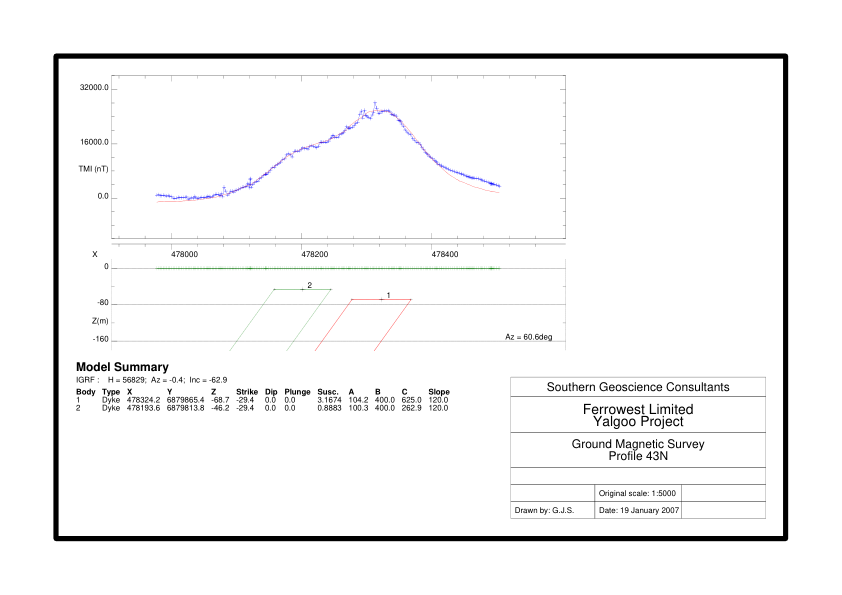 32000.0
16000.0
TMI (nT)
0.0
X 478000 478200 478400
0
2
1
-80
Z(m)
-160
Az = 60.6deg
Model Summary
IGRF : H = 56829; Az = -0.4; Inc = -62.9
Body Type X Y Z Strike Dip Plunge Susc. A B C Slope
1 Dyke 478324.2 6879865.4 -68.7 -29.4 0.0 0.0 3.1674 104.2 400.0 625.0 120.0
2 Dyke 478193.6 6879813.8 -46.2 -29.4 0.0 0.0 0.8883 100.3 400.0 262.9 120.0
Southern Geoscience Consultants
Ferrowest Limited
Yalgoo Project
Ground Magnetic Survey
Profile 43N
Original scale: 1:5000
Drawn by: G.J.S. Date: 19 January 2007